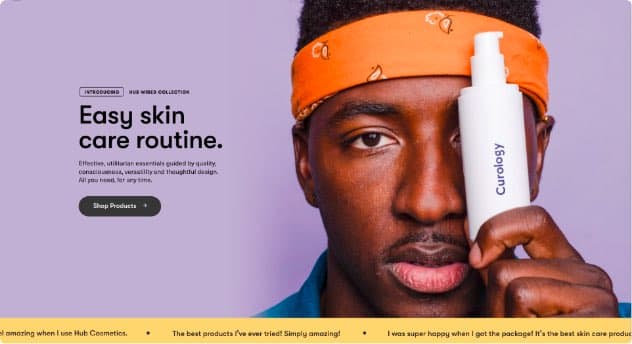 INTRODUCING HUB WIRED COLLECTION
Easy skin
care routine.
Effective, utilitarian essentials guided by quality,
consciousness, versatility and thoughtful design.
All you need, for any time.
Shop Products →
Curology
el amazing when I use Hub Cosmetics. • The best products I've ever tried! Simply amazing! • I was super happy when I got the package! It's the best skin care produc